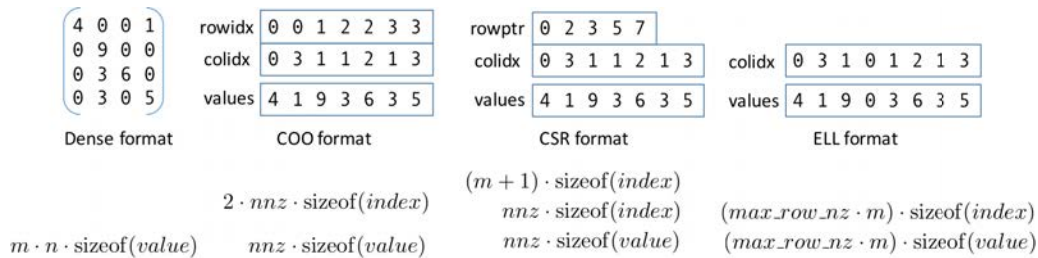 4 0 0 1
0 9 0 0
0 3 6 0
0 3 0 5
Dense format
m · n · sizeof(value)
rowidx 0 0 1 2 2 3 3
colidx 0 3 1 1 2 1 3
values 4 1 9 3 6 3 5
COO format
2 · nnz · sizeof(index)
nnz · sizeof(value)
rowptr 0 2 3 5 7
colidx 0 3 1 1 2 1 3
values 4 1 9 3 6 3 5
CSR format
(m + 1) · sizeof(index)
nnz · sizeof(index)
nnz · sizeof(value)
colidx 0 3 1 0 1 2 1 3
values 4 1 9 0 3 6 3 5
ELL format
(max_row_nz · m) · sizeof(index)
(max_row_nz · m) · sizeof(value)